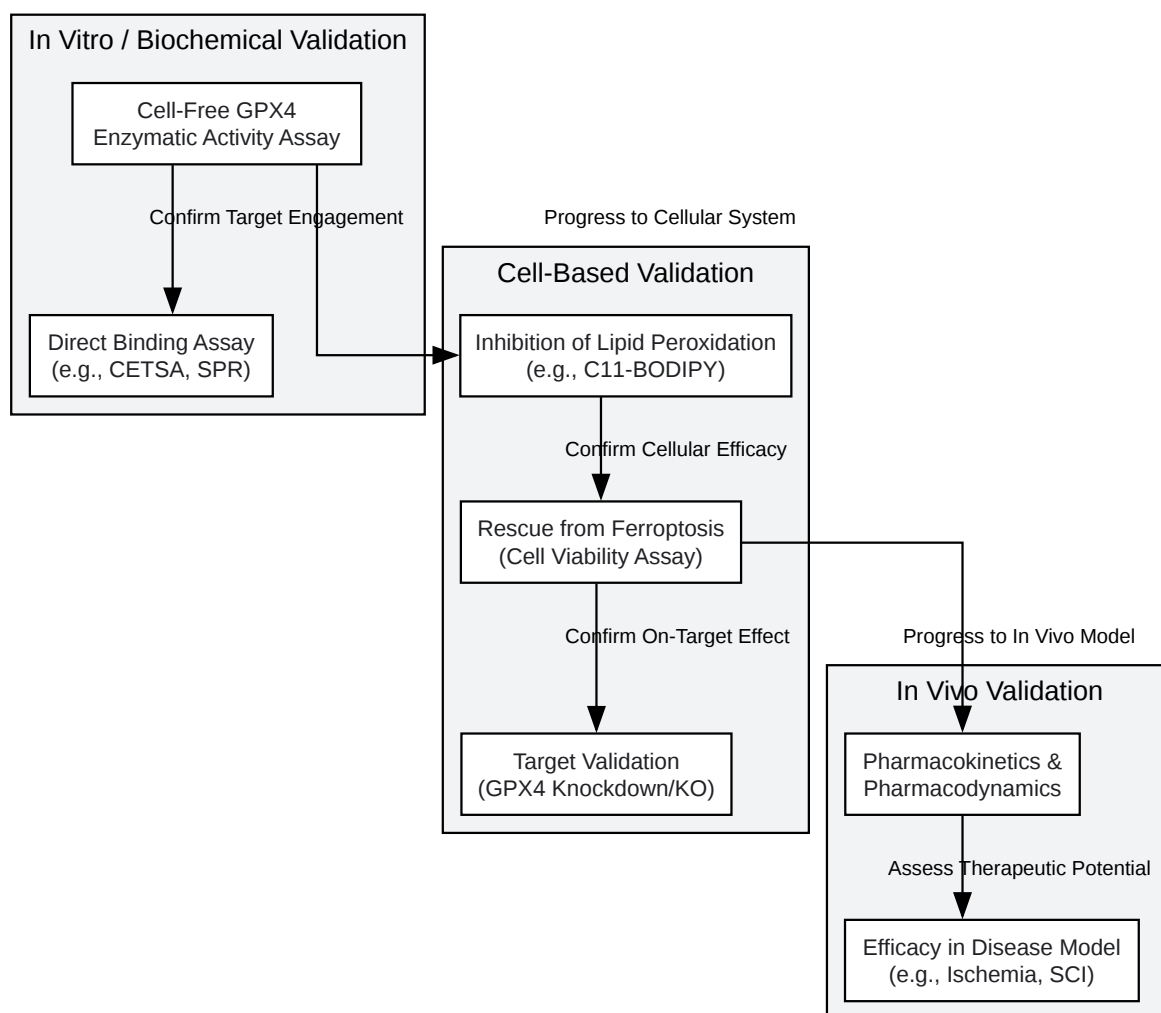 In Vitro / Biochemical Validation
Cell-Free GPX4
Enzymatic Activity Assay
Confirm Target Engagement
Direct Binding Assay
(e.g., CETSA, SPR)
Progress to Cellular System
Cell-Based Validation
Inhibition of Lipid Peroxidation
(e.g., C11-BODIPY)
Confirm Cellular Efficacy
Rescue from Ferroptosis
(Cell Viability Assay)
Confirm On-Target Effect
Target Validation
(GPX4 Knockdown/KO)
Progress to In Vivo Model
In Vivo Validation
Pharmacokinetics &
Pharmacodynamics
Assess Therapeutic Potential
Efficacy in Disease Model
(e.g., Ischemia, SCI)